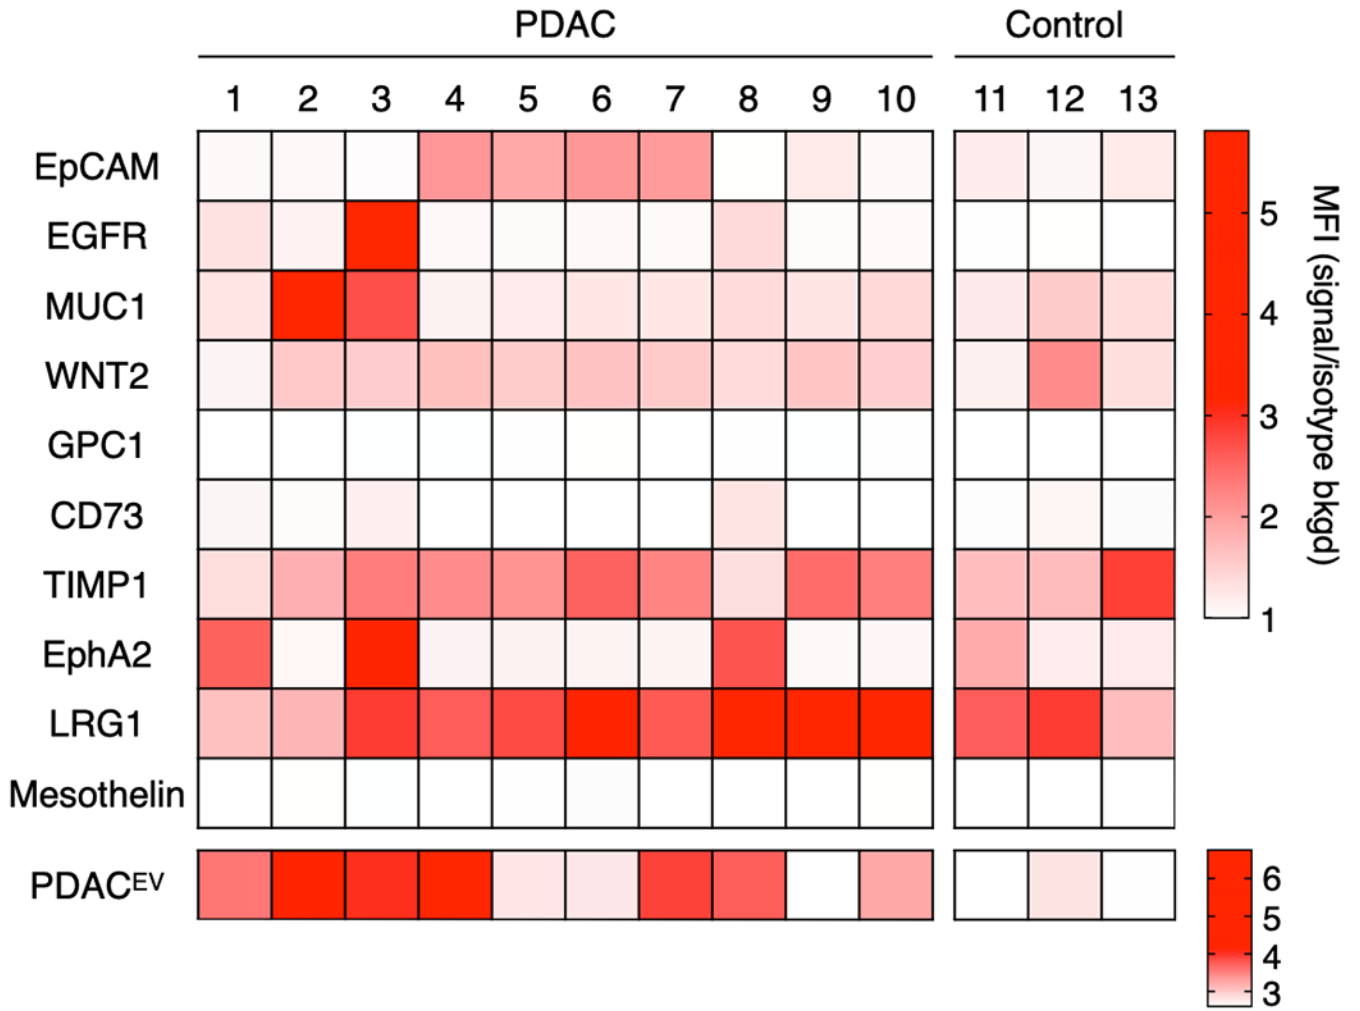 PDAC Control
1 2 3 4 5 6 7 8 9 10 11 12 13
EpCAM
EGFR
MUC1
WNT2
GPC1
CD73
TIMP1
EphA2
LRG1
Mesothelin
PDACᴱⱽ
5
4
3
2
1
MFI (signal/isotype bkgd)
6
5
4
3